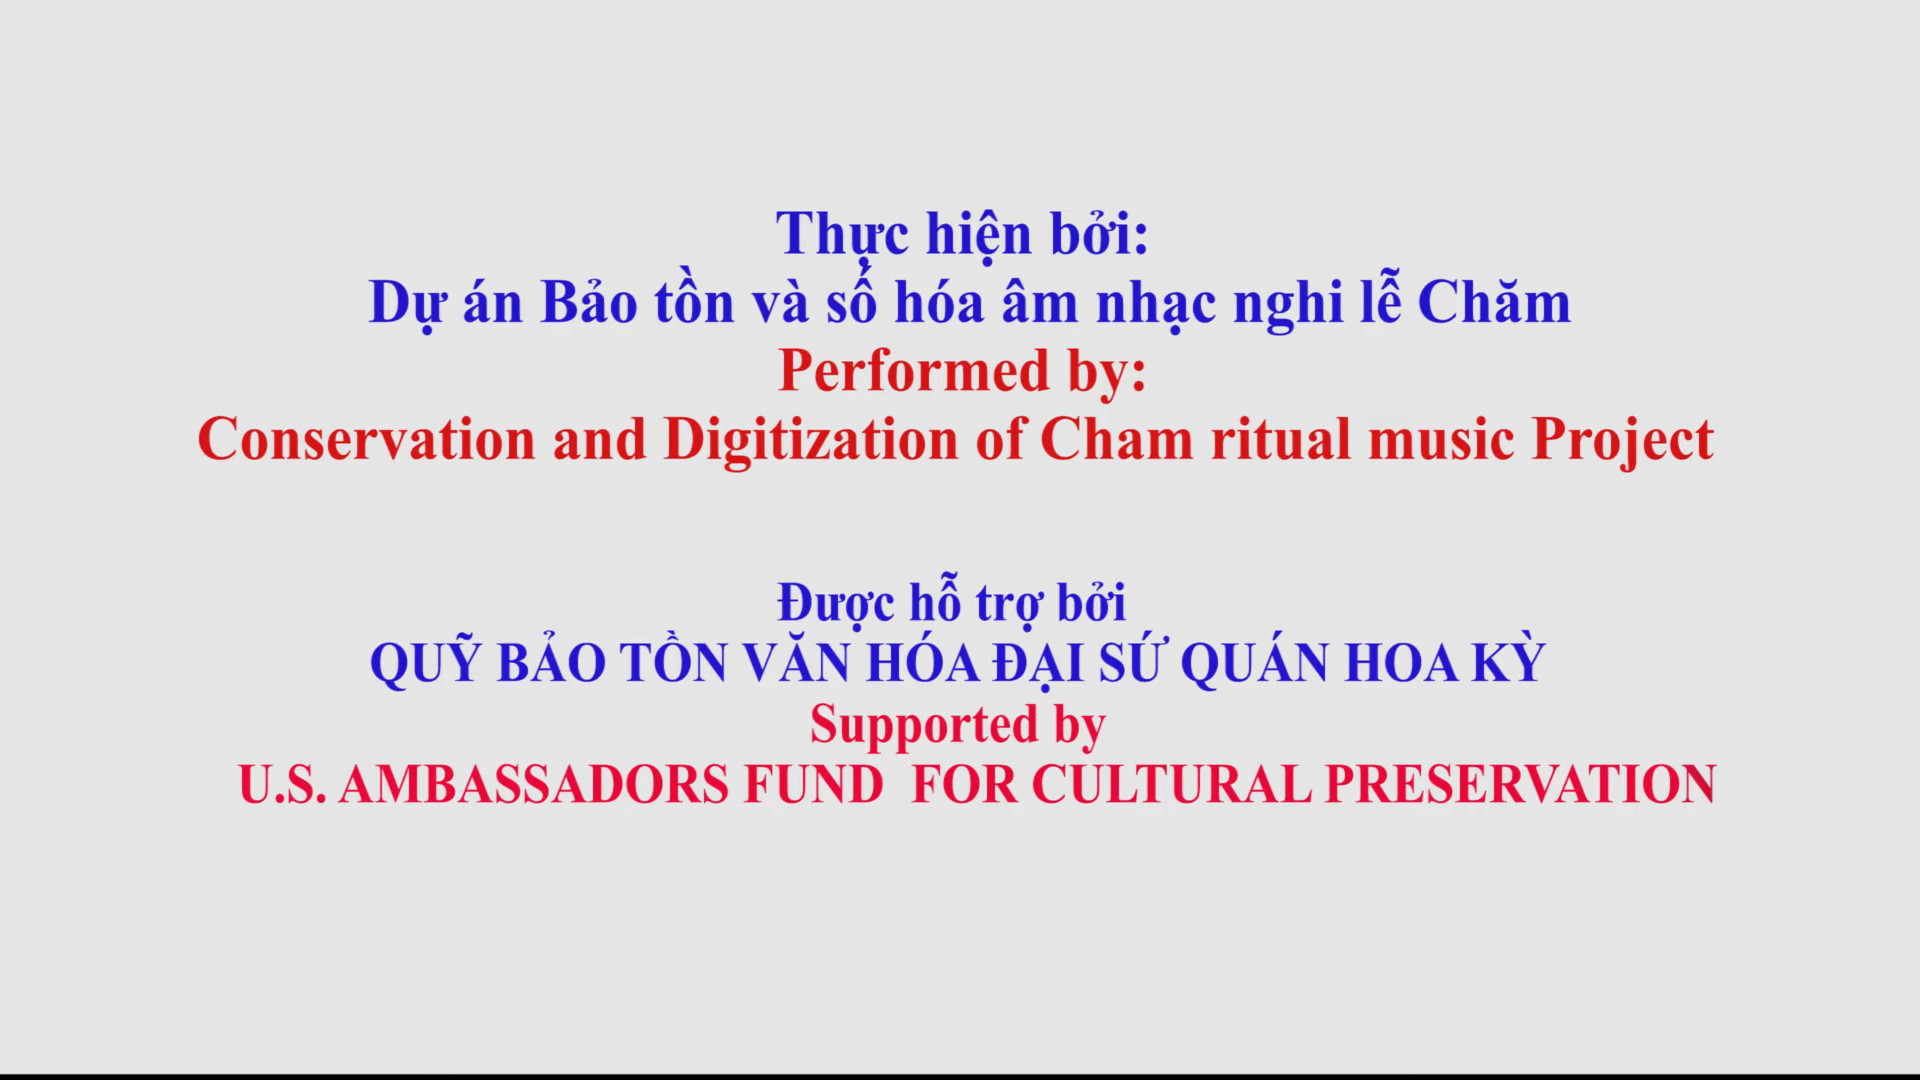 Thực hiện bởi:
Dự án Bảo tồn và số hóa âm nhạc nghi lễ Chăm
Performed by:
Conservation and Digitization of Cham ritual music Project
Được hỗ trợ bởi
QUỸ BẢO TỒN VĂN HÓA ĐẠI SỨ QUÁN HOA KỲ
Supported by
U.S. AMBASSADORS FUND  FOR CULTURAL PRESERVATION